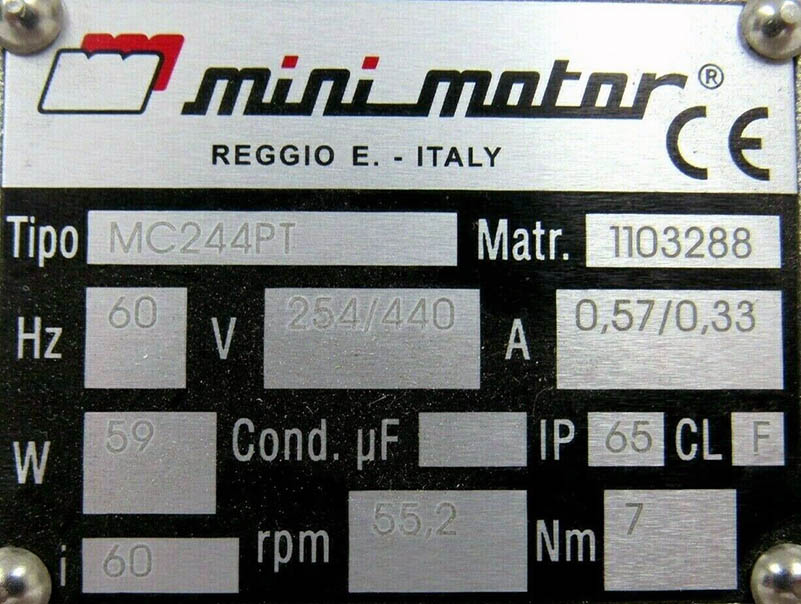 mini motor®
CE
REGGIO E. - ITALY
Tipo MC244PT Matr. 1103288
Hz 60 V 254/440 A 0,57/0,33
W 59 Cond. µF IP 65 CL F
i 60 rpm 55,2 Nm 7